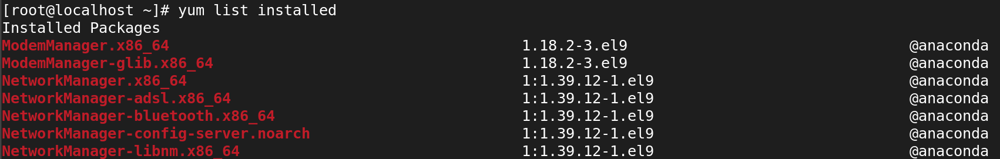 [root@localhost ~]# yum list installed
Installed Packages
ModemManager.x86_64 1.18.2-3.el9 @anaconda
ModemManager-glib.x86_64 1.18.2-3.el9 @anaconda
NetworkManager.x86_64 1:1.39.12-1.el9 @anaconda
NetworkManager-adsl.x86_64 1:1.39.12-1.el9 @anaconda
NetworkManager-bluetooth.x86_64 1:1.39.12-1.el9 @anaconda
NetworkManager-config-server.noarch 1:1.39.12-1.el9 @anaconda
NetworkManager-libnm.x86_64 1:1.39.12-1.el9 @anaconda